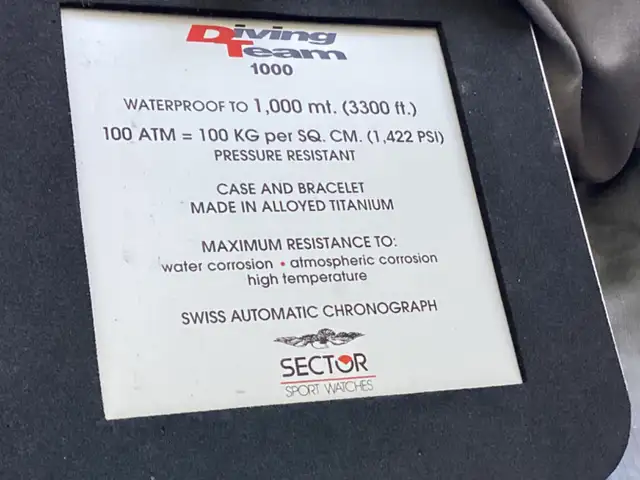 Diving
Team
1000
WATERPROOF TO 1,000 mt. (3300 ft.)
100 ATM = 100 KG per SQ. CM. (1,422 PSI)
PRESSURE RESISTANT
CASE AND BRACELET
MADE IN ALLOYED TITANIUM
MAXIMUM RESISTANCE TO:
water corrosion • atmospheric corrosion
high temperature
SWISS AUTOMATIC CHRONOGRAPH
SECTOR
SPORT WATCHES